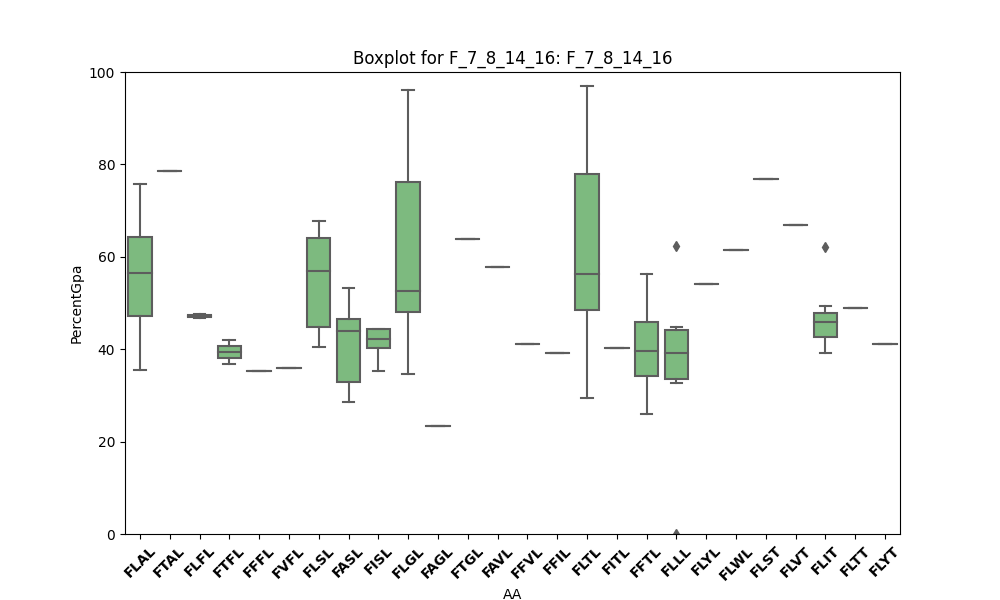 Boxplot for F_7_8_14_16: F_7_8_14_16
100
80
60
40
20
0
PercentGpa
FLAL FTAL FLFL FTFL FFFL FVFL FLSL FASL FISL FLGL FAGL FTGL FAVL FFVL FFIL FLTL FITL FFTL FLLL FLYL FLWL FLST FLVT FLIT FLTT FLYT
AA